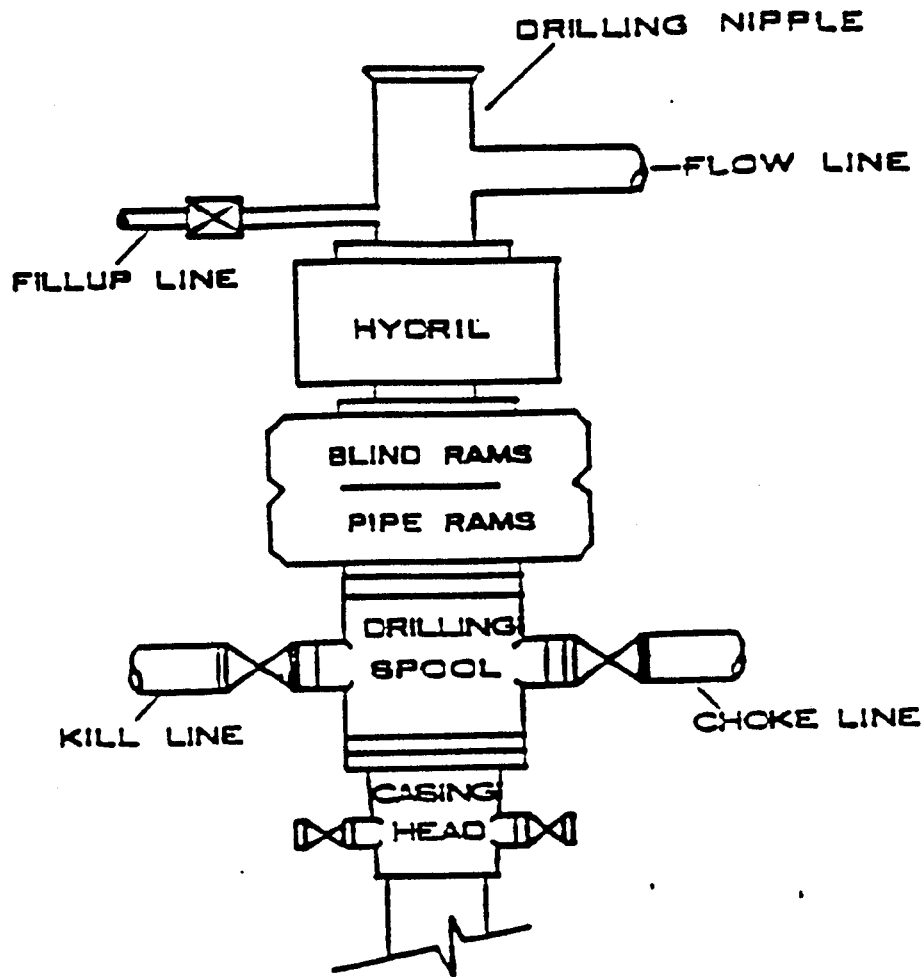 DRILLING NIPPLE
FLOW LINE
FILLUP LINE
HYDRIL
BLIND RAMS
PIPE RAMS
DRILLING
SPOOL
KILL LINE
CHOKE LINE
CASING
HEAD